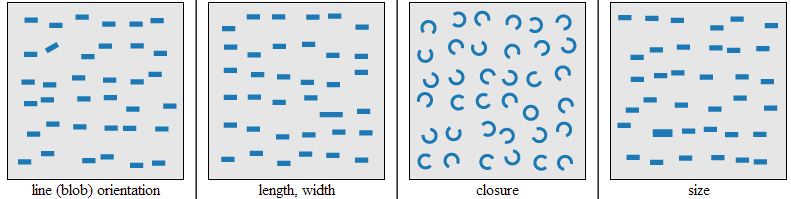 line (blob) orientation
length, width
closure
size